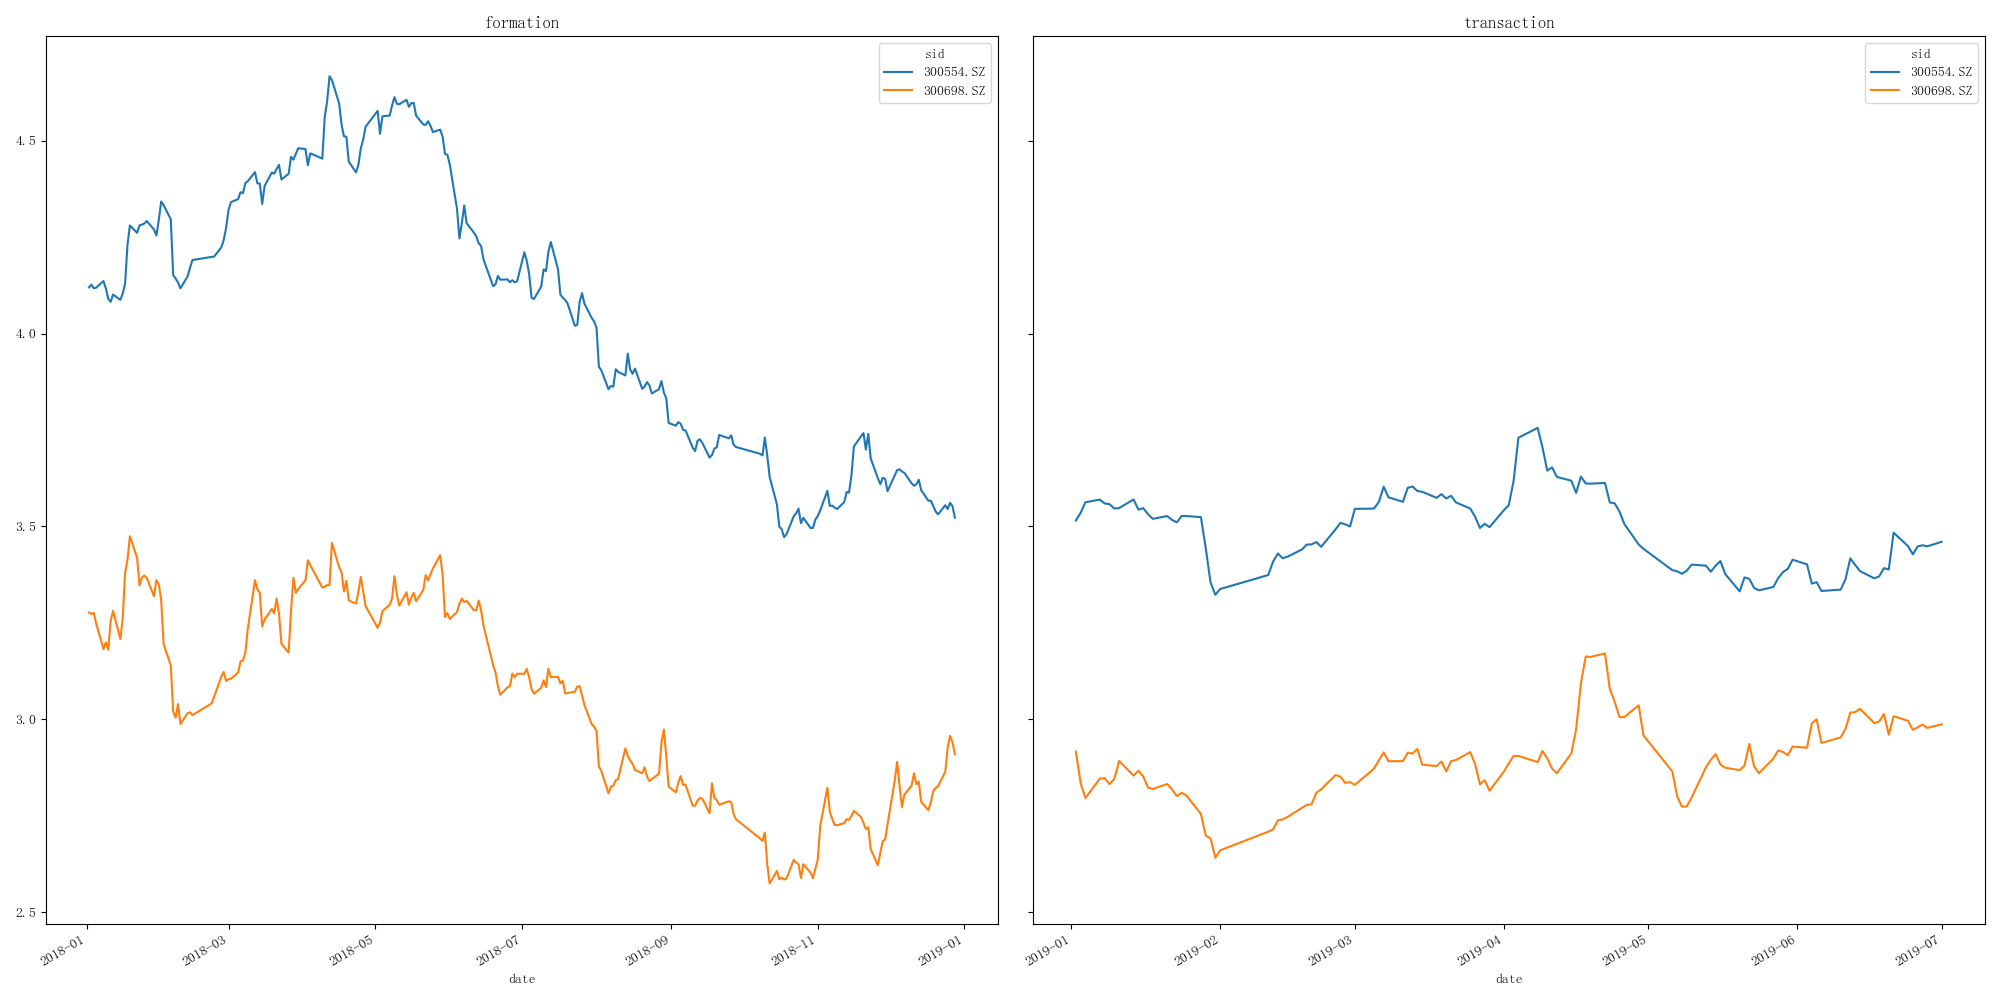 formation
sid
300554.SZ
300698.SZ
4.5
4.0
3.5
3.0
2.5
2018-01
2018-03
2018-05
2018-07
2018-09
2018-11
2019-01
date
transaction
sid
300554.SZ
300698.SZ
2019-01
2019-02
2019-03
2019-04
2019-05
2019-06
2019-07
date